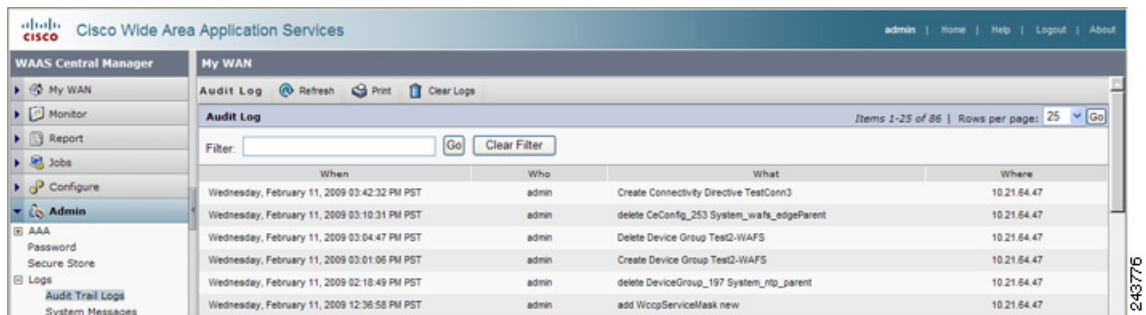 CISCO Cisco Wide Area Application Services admin | Home | Help | Logout | About
WAAS Central Manager
My WAN
Monitor
Report
Jobs
Configure
Admin
AAA
Password
Secure Store
Logs
Audit Trail Logs
System Messages
My WAN
Audit Log Refresh Print Clear Logs
Audit Log Items 1-25 of 86 | Rows per page: 25 Go
Filter: Go Clear Filter
When Who What Where
Wednesday, February 11, 2009 03:42:32 PM PST admin Create Connectivity Directive TestConn3 10.21.64.47
Wednesday, February 11, 2009 03:10:31 PM PST admin delete CeConfig_253 System_wafs_edgeParent 10.21.64.47
Wednesday, February 11, 2009 03:04:47 PM PST admin Delete Device Group Test2-WAFS 10.21.64.47
Wednesday, February 11, 2009 03:01:06 PM PST admin Create Device Group Test2-WAFS 10.21.64.47
Wednesday, February 11, 2009 02:18:49 PM PST admin delete DeviceGroup_197 System_ntp_parent 10.21.64.47
Wednesday, February 11, 2009 12:36:58 PM PST admin add WccpServiceMask new 10.21.64.47
243776